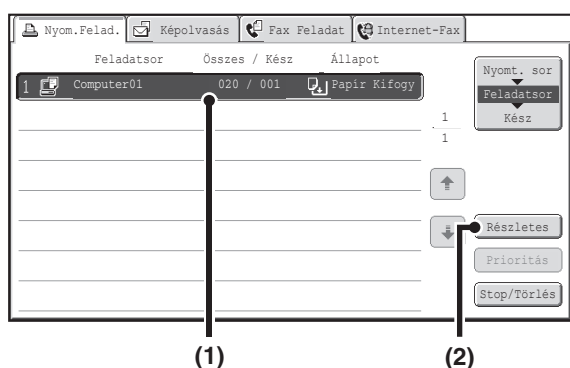 Nyom.Felad. Képolvasás Fax Feladat Internet-Fax
Feladatsor Összes / Kész Állapot
1 Computer01 020 / 001 Papír Kifogy
1
1
Nyomt. sor
Feladatsor
Kész
Részletes
Prioritás
Stop/Törlés
(1) (2)